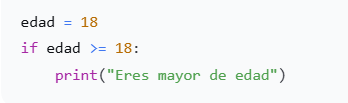 edad = 18
if edad >= 18:
    print("Eres mayor de edad")